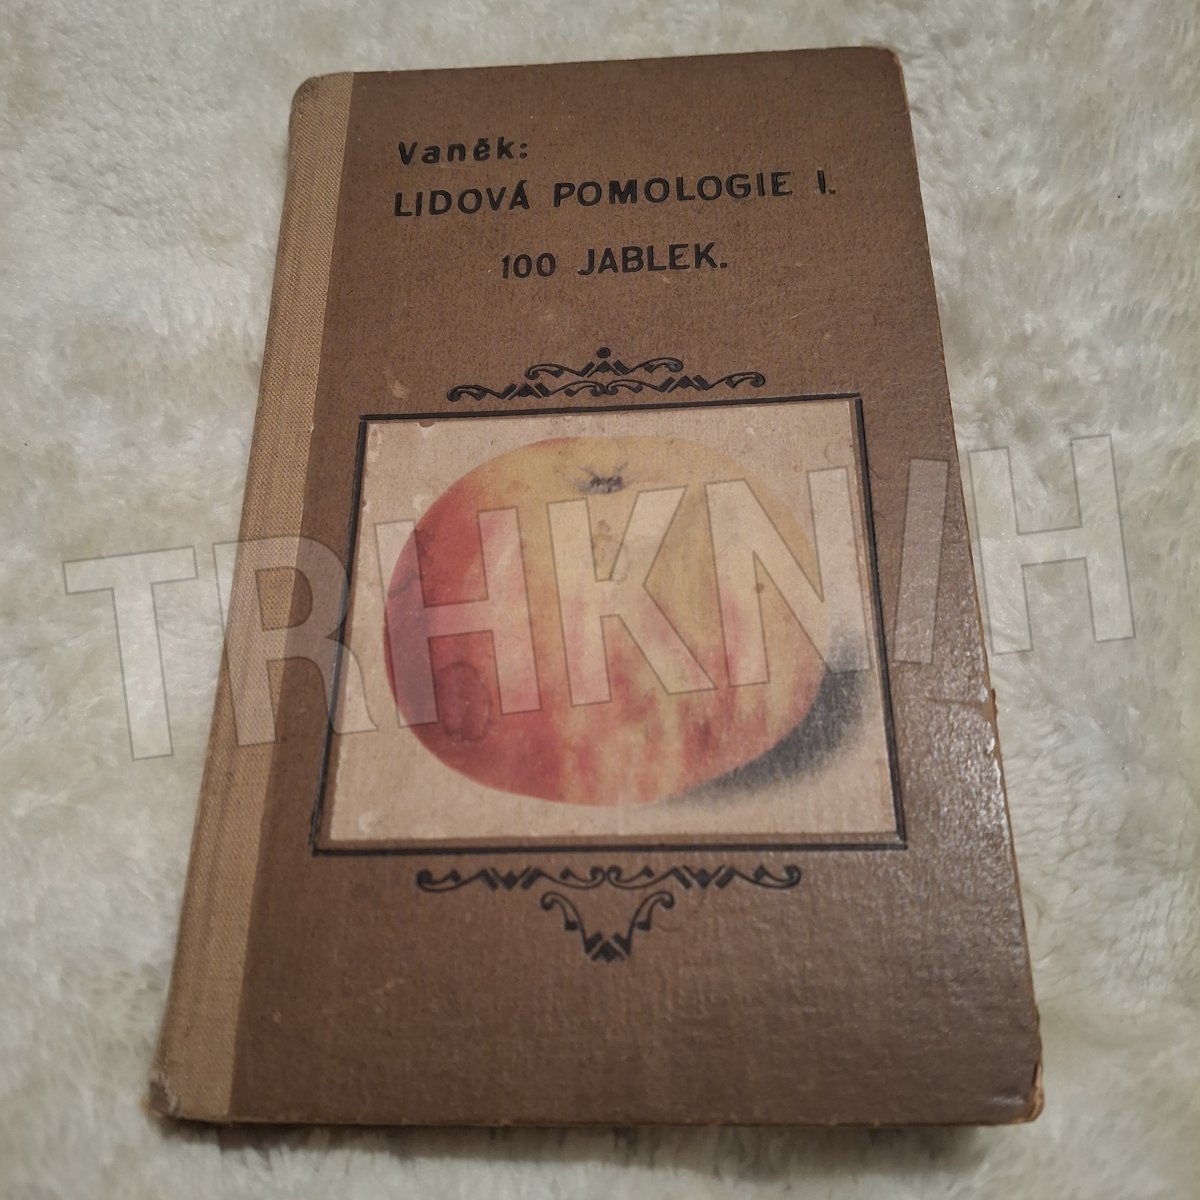 Vaněk:
LIDOVÁ POMOLOGIE I.
100 JABLEK.
TRHKNIH